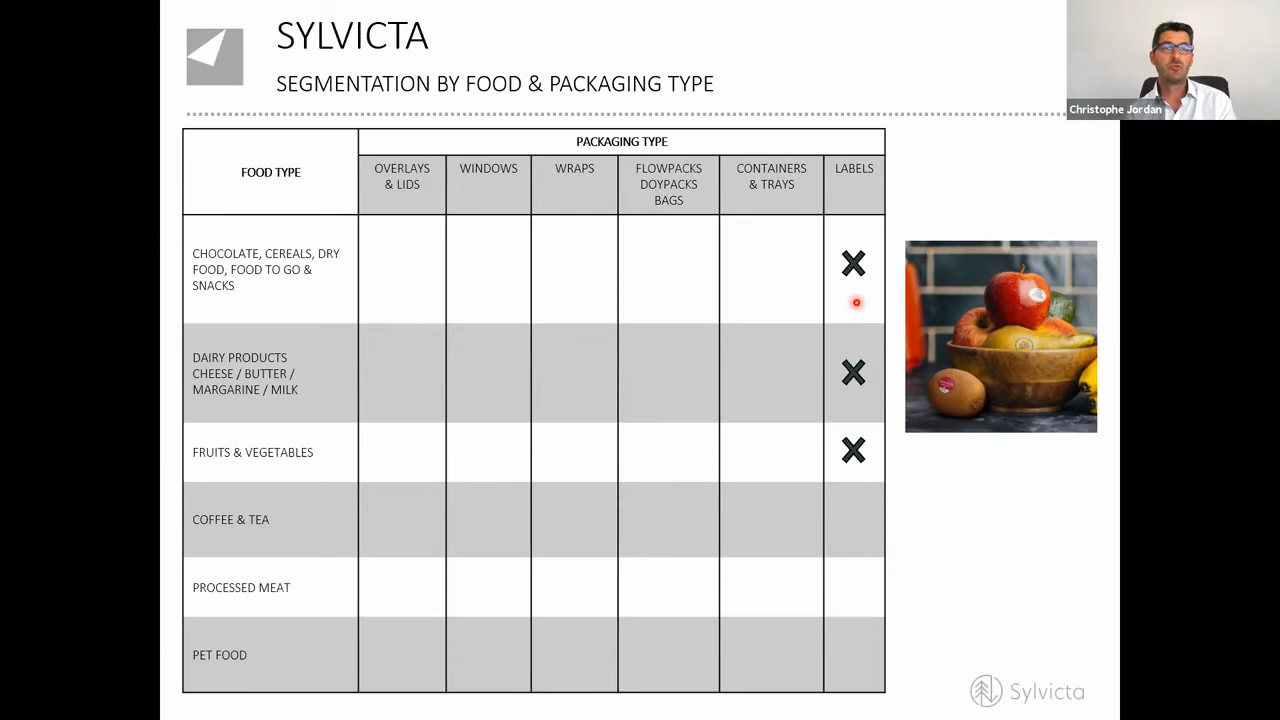 SYLVICTA
SEGMENTATION BY FOOD & PACKAGING TYPE
Christophe Jordan
FOOD TYPE
PACKAGING TYPE
OVERLAYS
& LIDS
WINDOWS
WRAPS
FLOWPACKS
DOYPACKS
BAGS
CONTAINERS
& TRAYS
LABELS
CHOCOLATE, CEREALS, DRY
FOOD, FOOD TO GO &
SNACKS
DAIRY PRODUCTS
CHEESE / BUTTER /
MARGARINE / MILK
FRUITS & VEGETABLES
COFFEE & TEA
PROCESSED MEAT
PET FOOD
Sylvicta